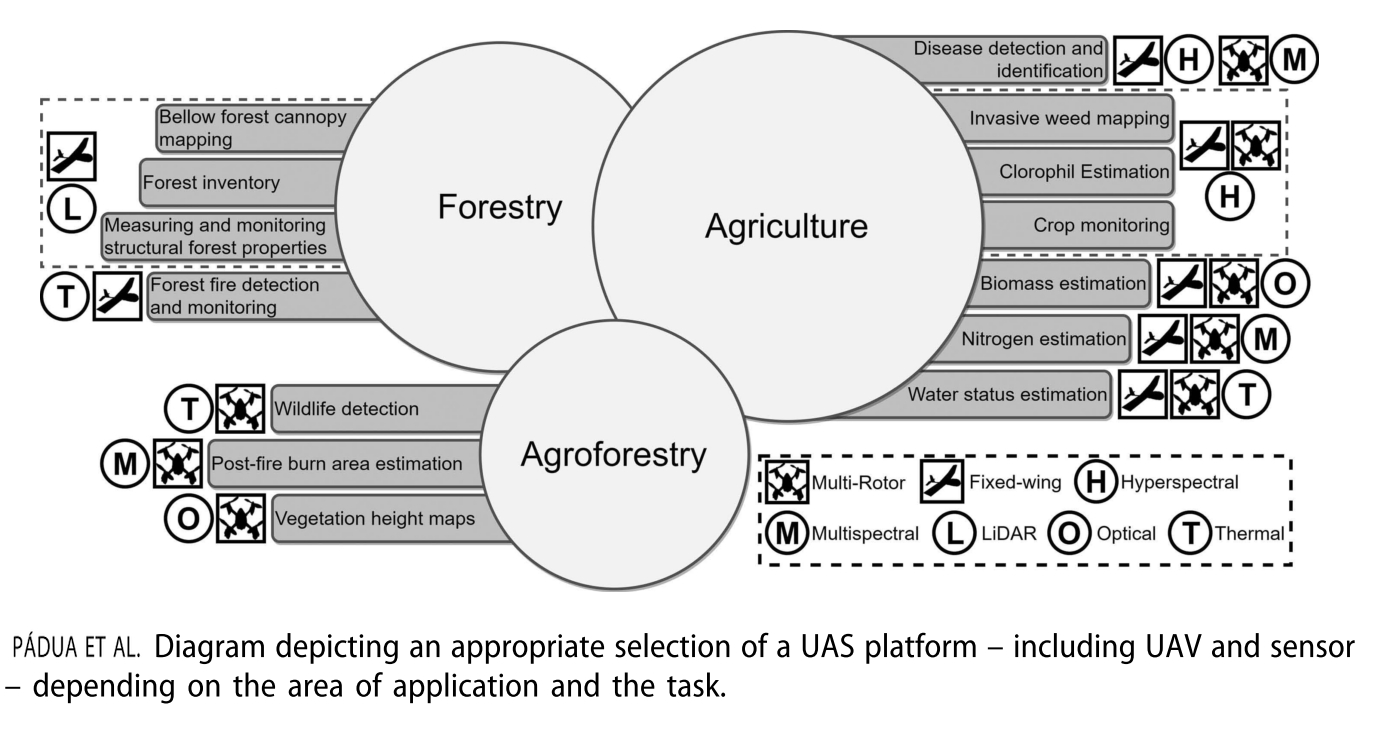 Disease detection and
identification
H
M
Bellow forest cannopy
mapping
Forest inventory
L
Measuring and monitoring
structural forest properties
T
Forest fire detection
and monitoring
Forestry
Agriculture
Invasive weed mapping
Clorophil Estimation
H
Crop monitoring
Biomass estimation
O
Nitrogen estimation
M
Water status estimation
T
T
Wildlife detection
M
Post-fire burn area estimation
O
Vegetation height maps
Agroforestry
Multi-Rotor Fixed-wing H Hyperspectral
M Multispectral L LiDAR O Optical T Thermal
PÁDUA ET AL. Diagram depicting an appropriate selection of a UAS platform – including UAV and sensor
– depending on the area of application and the task.